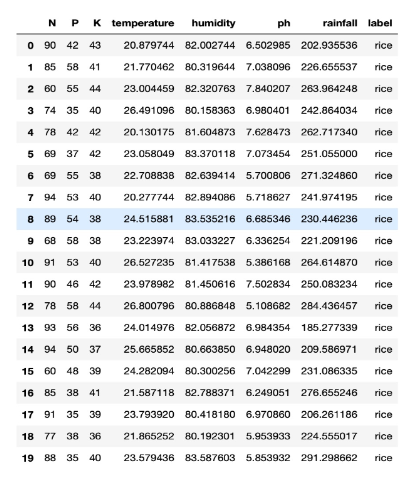 N P K temperature humidity ph rainfall label
0 90 42 43 20.879744 82.002744 6.502985 202.935536 rice
1 85 58 41 21.770462 80.319644 7.038096 226.655537 rice
2 60 55 44 23.004459 82.320763 7.840207 263.964248 rice
3 74 35 40 26.491096 80.158363 6.980401 242.864034 rice
4 78 42 42 20.130175 81.604873 7.628473 262.717340 rice
5 69 37 42 23.058049 83.370118 7.073454 251.055000 rice
6 69 55 38 22.708838 82.639414 5.700806 271.324860 rice
7 94 53 40 20.277744 82.894086 5.718627 241.974195 rice
8 89 54 38 24.515881 83.535216 6.685346 230.446236 rice
9 68 58 38 23.223974 83.033227 6.336254 221.209196 rice
10 91 53 40 26.527235 81.417538 5.386168 264.614870 rice
11 90 46 42 23.978982 81.450616 7.502834 250.083234 rice
12 78 58 44 26.800796 80.886848 5.108682 284.436457 rice
13 93 56 36 24.014976 82.056872 6.984354 185.277339 rice
14 94 50 37 25.665852 80.663850 6.948020 209.586971 rice
15 60 48 39 24.282094 80.300256 7.042299 231.086335 rice
16 85 38 41 21.587118 82.788371 6.249051 276.655246 rice
17 91 35 39 23.793920 80.418180 6.970860 206.261186 rice
18 77 38 36 21.865252 80.192301 5.953933 224.555017 rice
19 88 35 40 23.579436 83.587603 5.853932 291.298662 rice